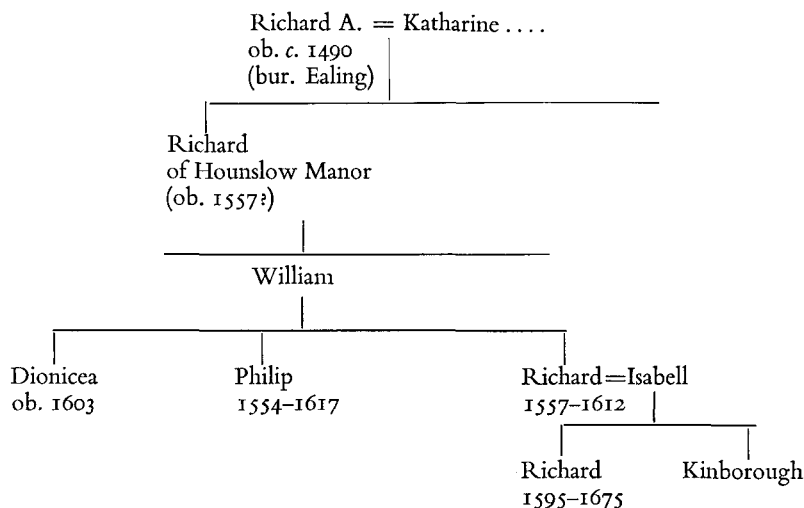 Richard A. = Katharine ....
ob. c. 1490
(bur. Ealing)
Richard
of Hounslow Manor
(ob. 1557?)
William
Dionicea
ob. 1603
Philip
1554–1617
Richard=Isabell
1557–1612
Richard
1595–1675
Kinborough